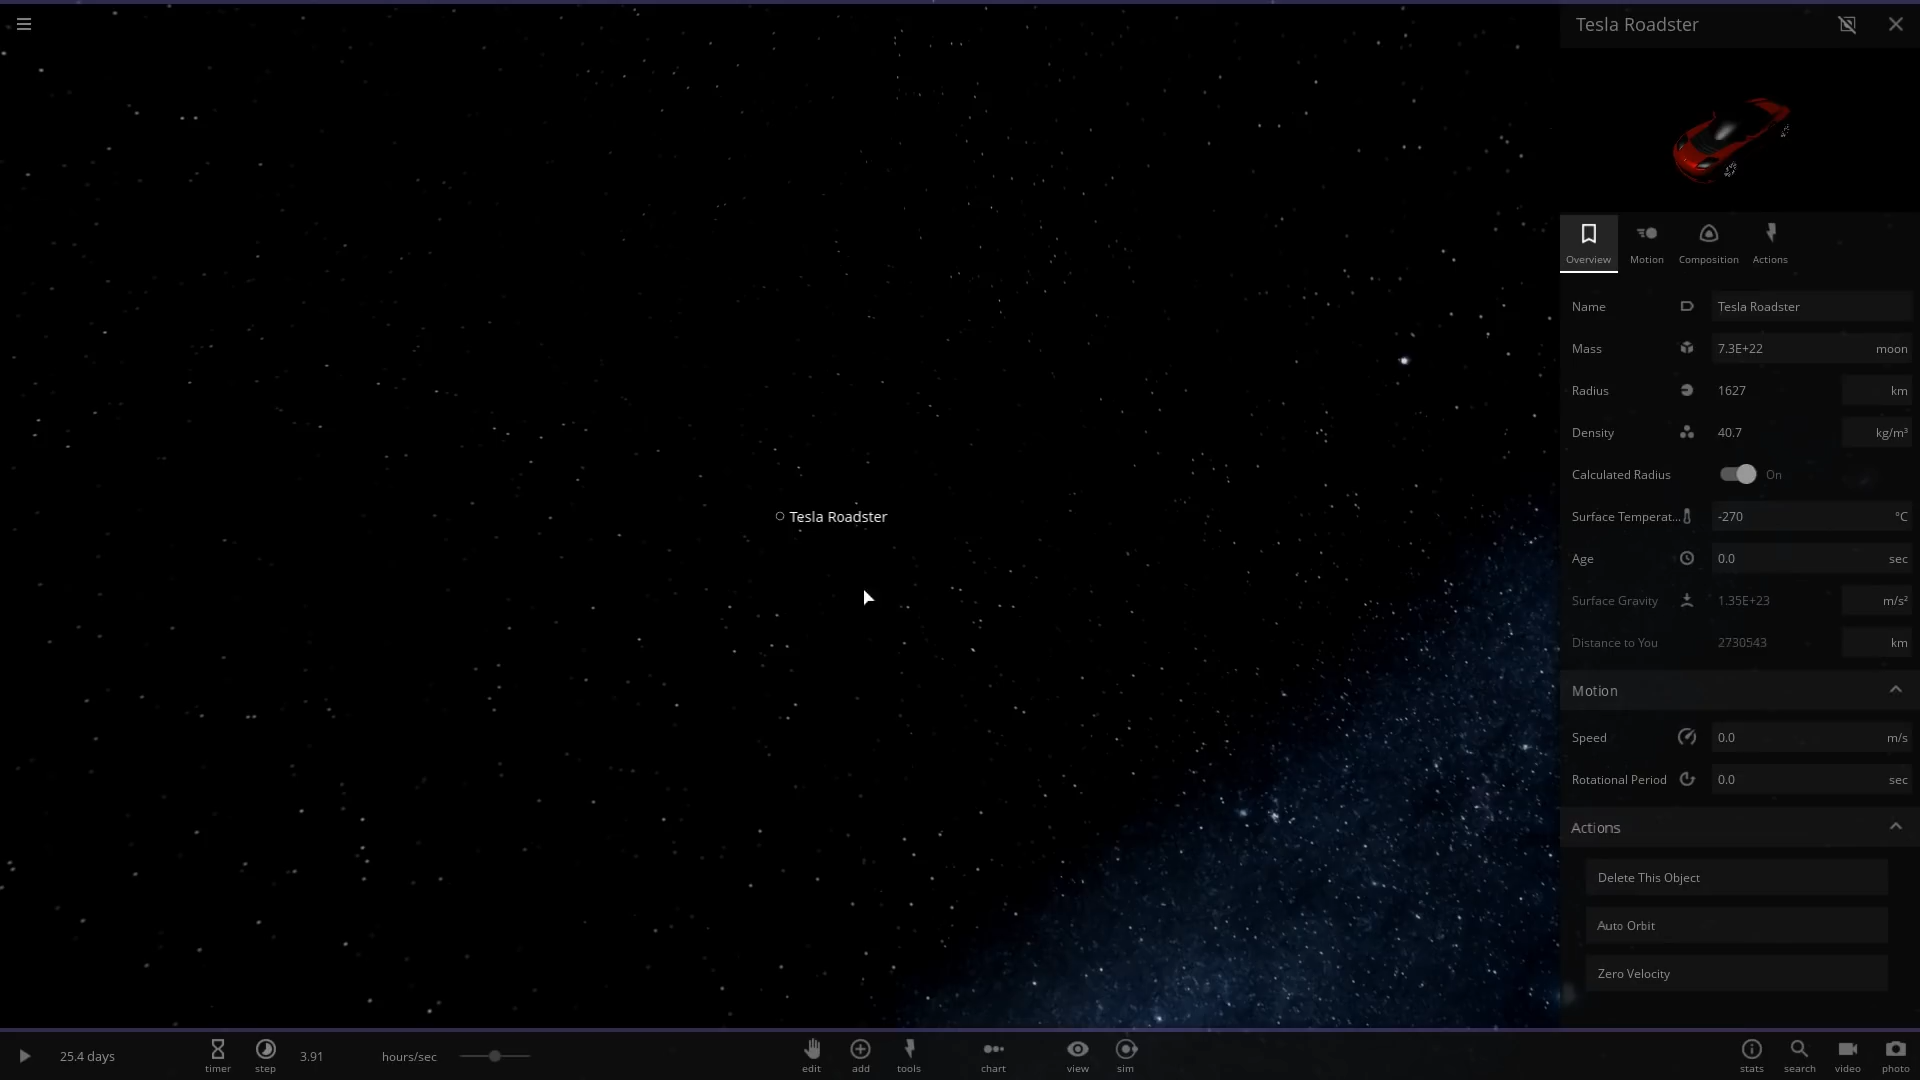 Tesla Roadster
Overview
Motion
Composition
Actions
Name
Tesla Roadster
Mass
7.3E+22
moon
Radius
1627
km
Density
40.7
kg/m³
Calculated Radius
On
Tesla Roadster
Surface Temperat...
-270
°C
Age
0.0
sec
Surface Gravity
1.35E+23
m/s²
Distance to You
2730543
km
Motion
Speed
0.0
m/s
Rotational Period
0.0
sec
Actions
Delete This Object
Auto Orbit
Zero Velocity
25.4 days
timer
step
3.91
hours/sec
edit
add
tools
chart
view
sim
stats
search
video
photo